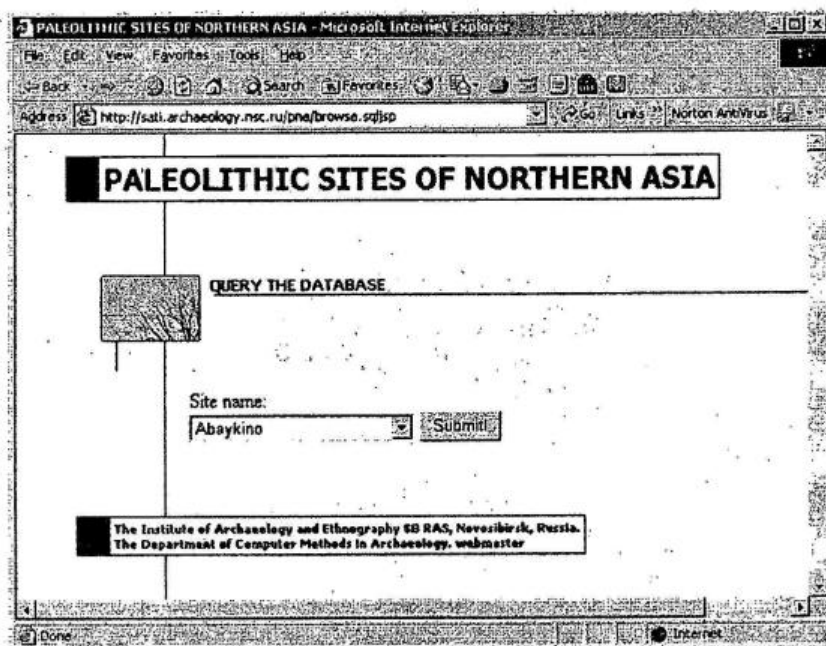 PALEOLITHIC SITES OF NORTHERN ASIA - Microsoft Internet Explorer
File Edit View Favorites Tools Help
Back Search Favorites
Address http://sati.archaeology.nsc.ru/pna/browse.sqljsp Go Links » Norton AntiVirus
PALEOLITHIC SITES OF NORTHERN ASIA
QUERY THE DATABASE
Site name:
Abaykino Submit!
The Institute of Archaeology and Ethnography SB RAS, Novosibirsk, Russia.
The Department of Computer Methods in Archaeology, webmaster
Done Internet